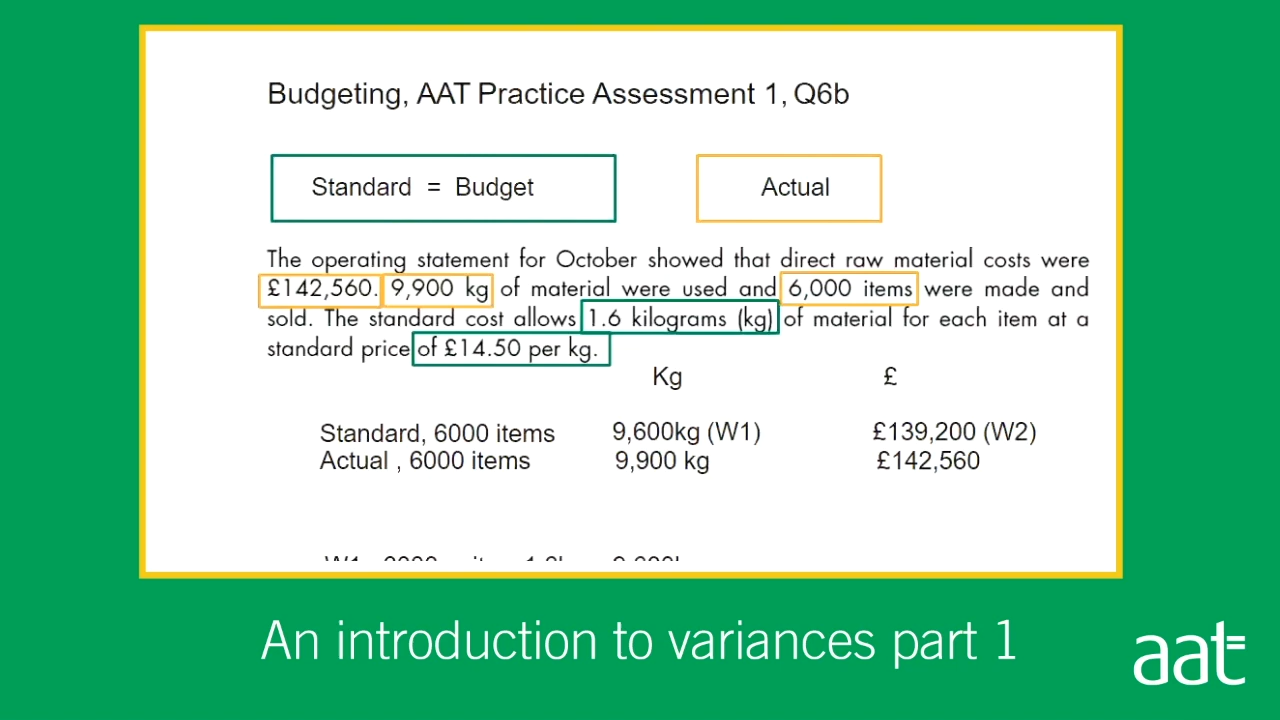 Budgeting, AAT Practice Assessment 1, Q6b
Standard = Budget
Actual
The operating statement for October showed that direct raw material costs were
£142,560. 9,900 kg of material were used and 6,000 items were made and
sold. The standard cost allows 1.6 kilograms (kg) of material for each item at a
standard price of £14.50 per kg.
Kg £
Standard, 6000 items 9,600kg (W1) £139,200 (W2)
Actual , 6000 items 9,900 kg £142,560
An introduction to variances part 1
aat